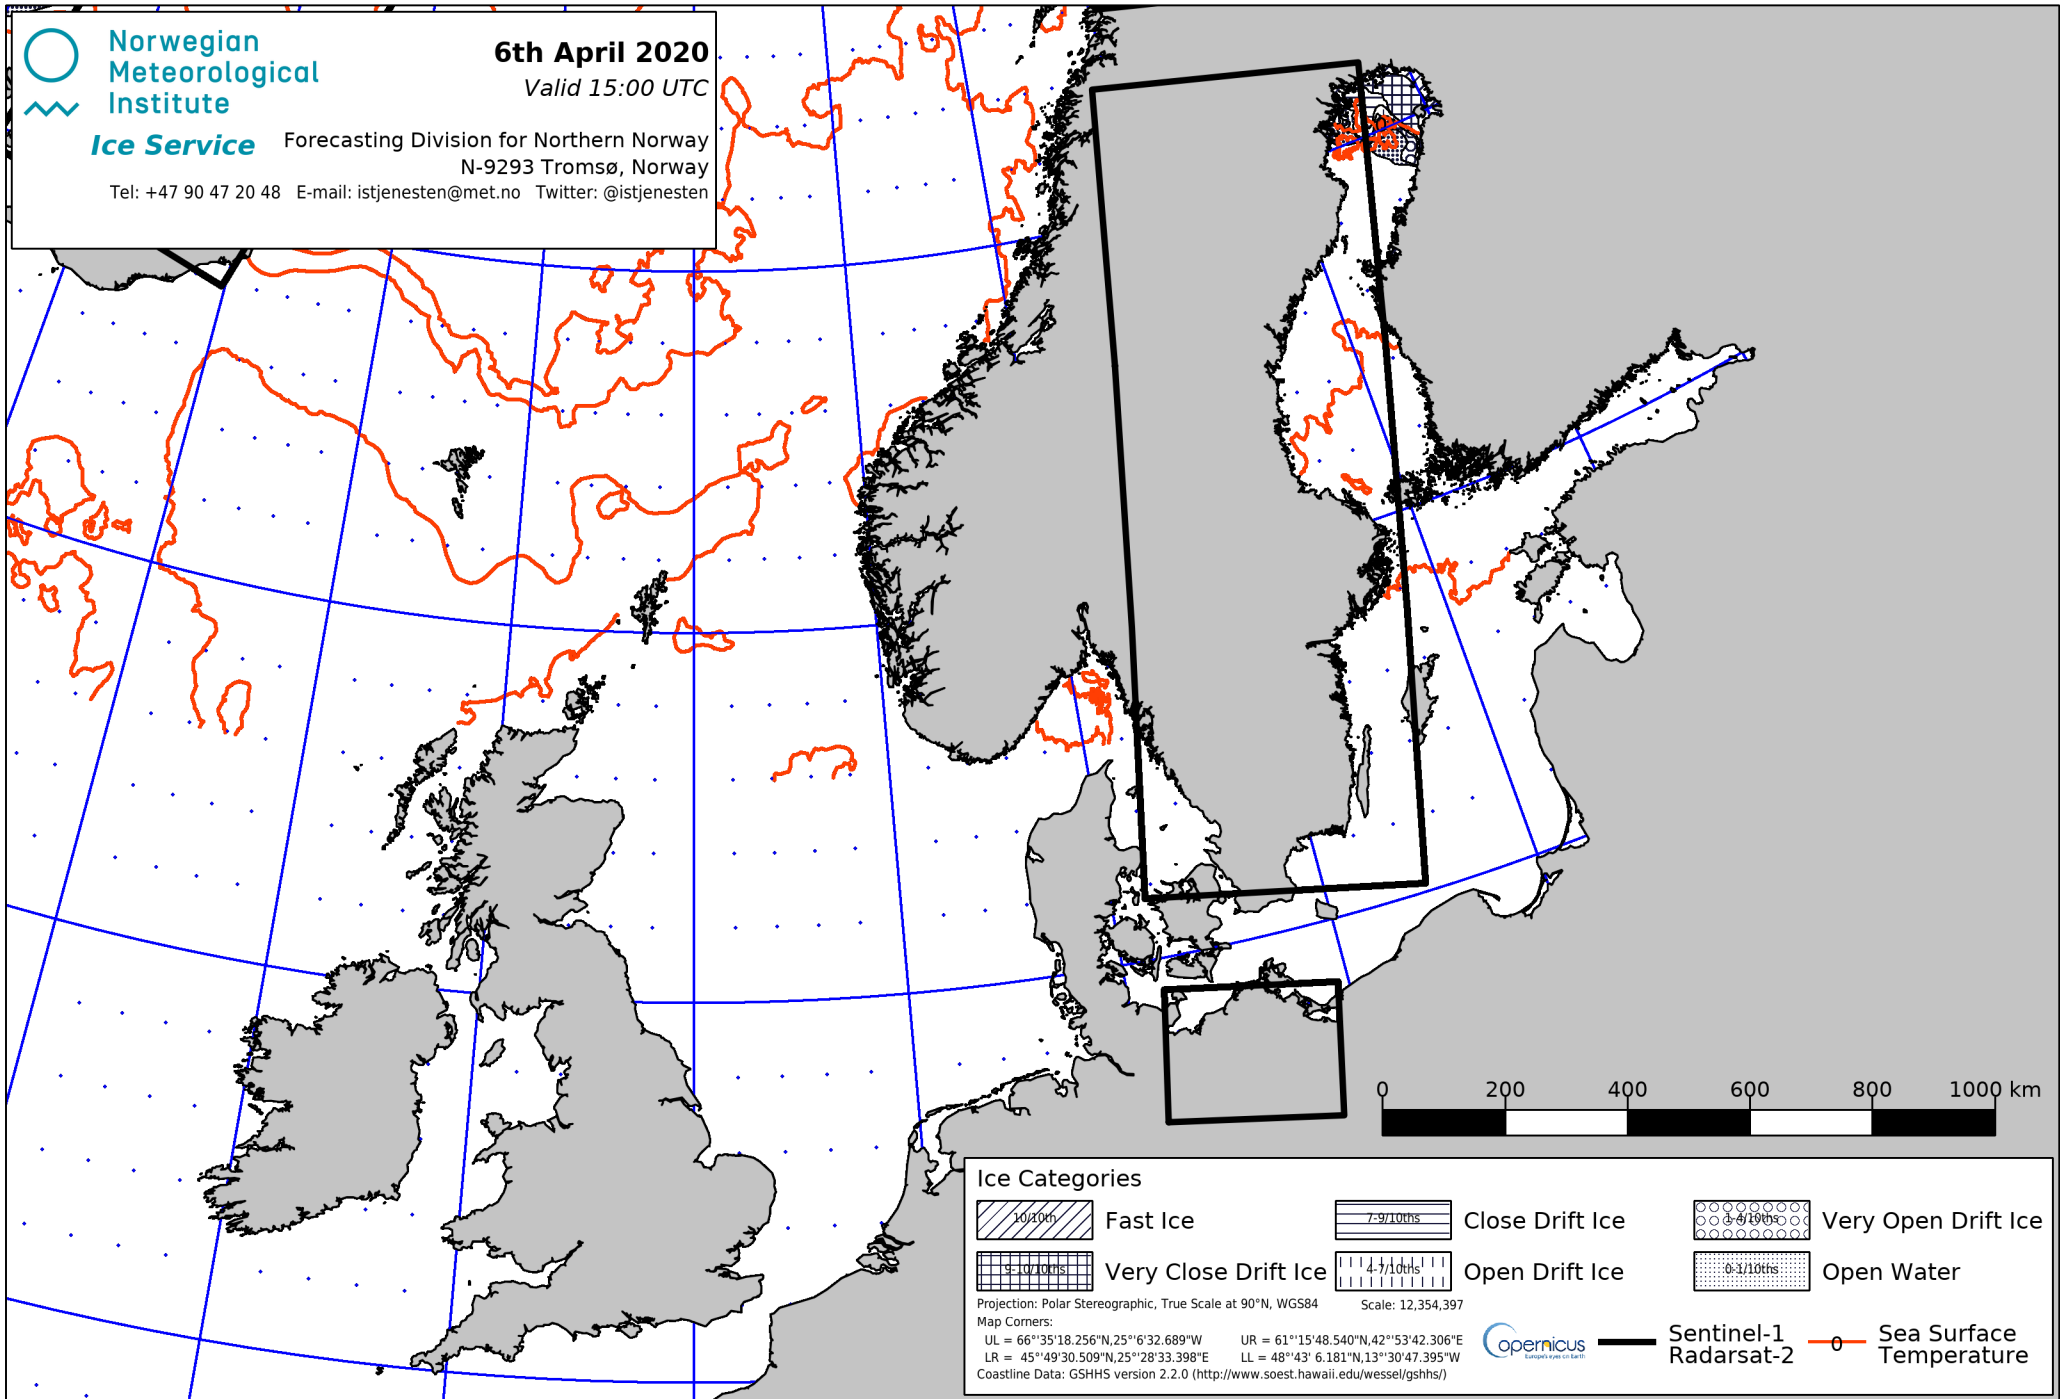 Norwegian
Meteorological
Institute
Ice Service
6th April 2020
Valid 15:00 UTC
Forecasting Division for Northern Norway
N-9293 Tromsø, Norway
Tel: +47 90 47 20 48 E-mail: istjenesten@met.no Twitter: @istjenesten
0
0 200 400 600 800 1000 km
Ice Categories
10/10th Fast Ice
7-9/10ths Close Drift Ice
1-4/10ths Very Open Drift Ice
9-10/10ths Very Close Drift Ice
4-7/10ths Open Drift Ice
0-1/10ths Open Water
Projection: Polar Stereographic, True Scale at 90°N, WGS84 Scale: 12,354,397
Map Corners:
UL = 66°'35'18.256"N,25°'6'32.689"W UR = 61°'15'48.540"N,42°'53'42.306"E
LR = 45°'49'30.509"N,25°'28'33.398"E LL = 48°'43' 6.181"N,13°'30'47.395"W
Coastline Data: GSHHS version 2.2.0 (http://www.soest.hawaii.edu/wessel/gshhs/)
Copernicus
Europe's eyes on Earth
Sentinel-1
Radarsat-2
0
Sea Surface
Temperature